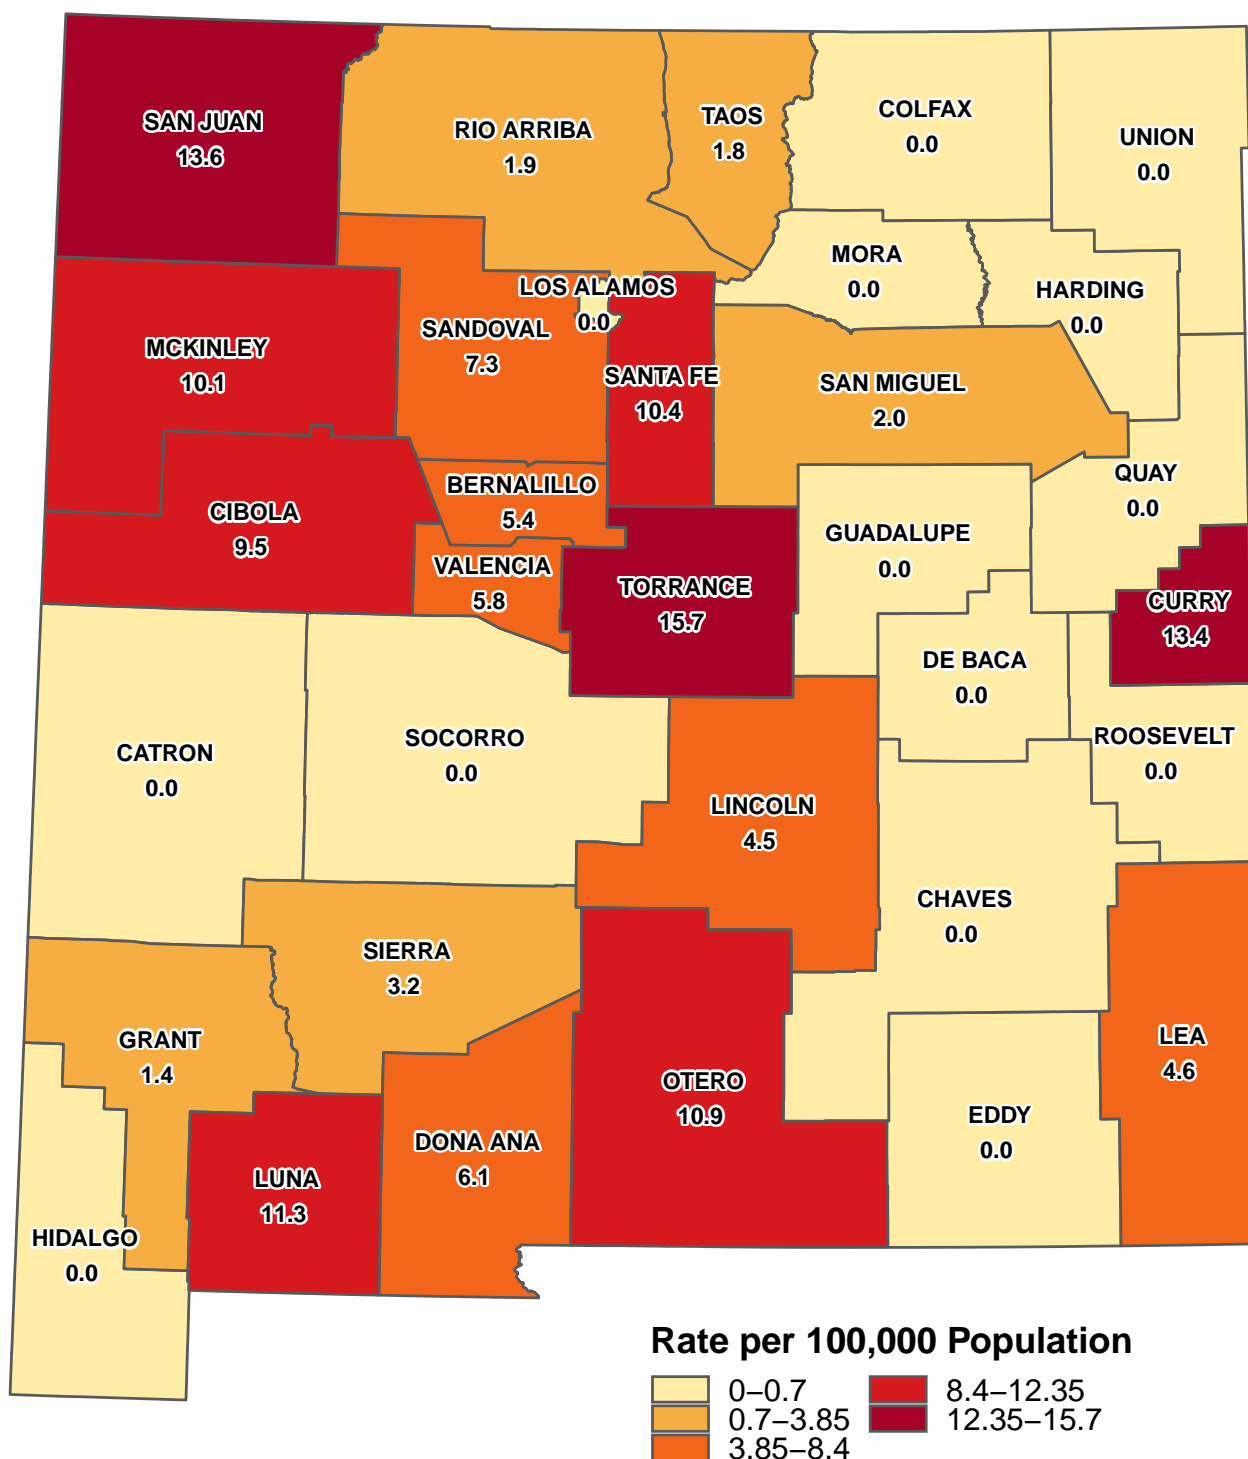 SAN JUAN
13.6
RIO ARRIBA
1.9
TAOS
1.8
COLFAX
0.0
UNION
0.0
MORA
0.0
HARDING
0.0
LOS ALAMOS
0.0
SANDOVAL
7.3
MCKINLEY
10.1
SANTA FE
10.4
SAN MIGUEL
2.0
QUAY
0.0
BERNALILLO
5.4
CIBOLA
9.5
GUADALUPE
0.0
VALENCIA
5.8
TORRANCE
15.7
CURRY
13.4
DE BACA
0.0
ROOSEVELT
0.0
CATRON
0.0
SOCORRO
0.0
LINCOLN
4.5
CHAVES
0.0
SIERRA
3.2
GRANT
1.4
LEA
4.6
OTERO
10.9
EDDY
0.0
DONA ANA
6.1
LUNA
11.3
HIDALGO
0.0
Rate per 100,000 Population
0−0.7
0.7−3.85
3.85−8.4
8.4−12.35
12.35−15.7